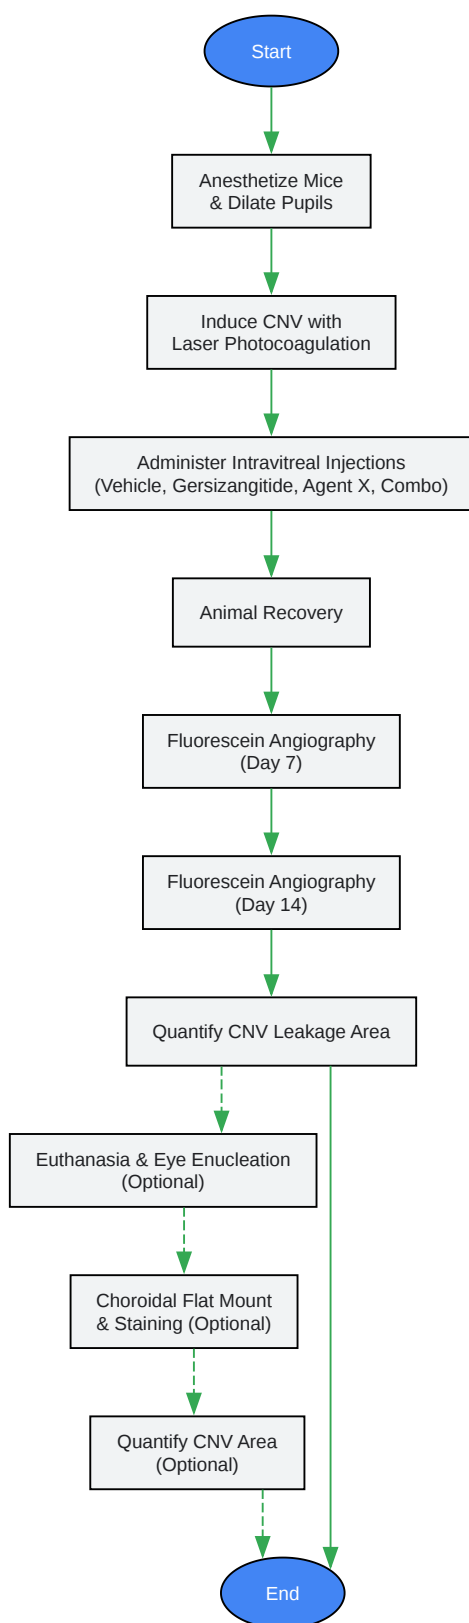 Start
Anesthetize Mice
& Dilate Pupils
Induce CNV with
Laser Photocoagulation
Administer Intravitreal Injections
(Vehicle, Gersizangitide, Agent X, Combo)
Animal Recovery
Fluorescein Angiography
(Day 7)
Fluorescein Angiography
(Day 14)
Quantify CNV Leakage Area
Euthanasia & Eye Enucleation
(Optional)
Choroidal Flat Mount
& Staining (Optional)
Quantify CNV Area
(Optional)
End